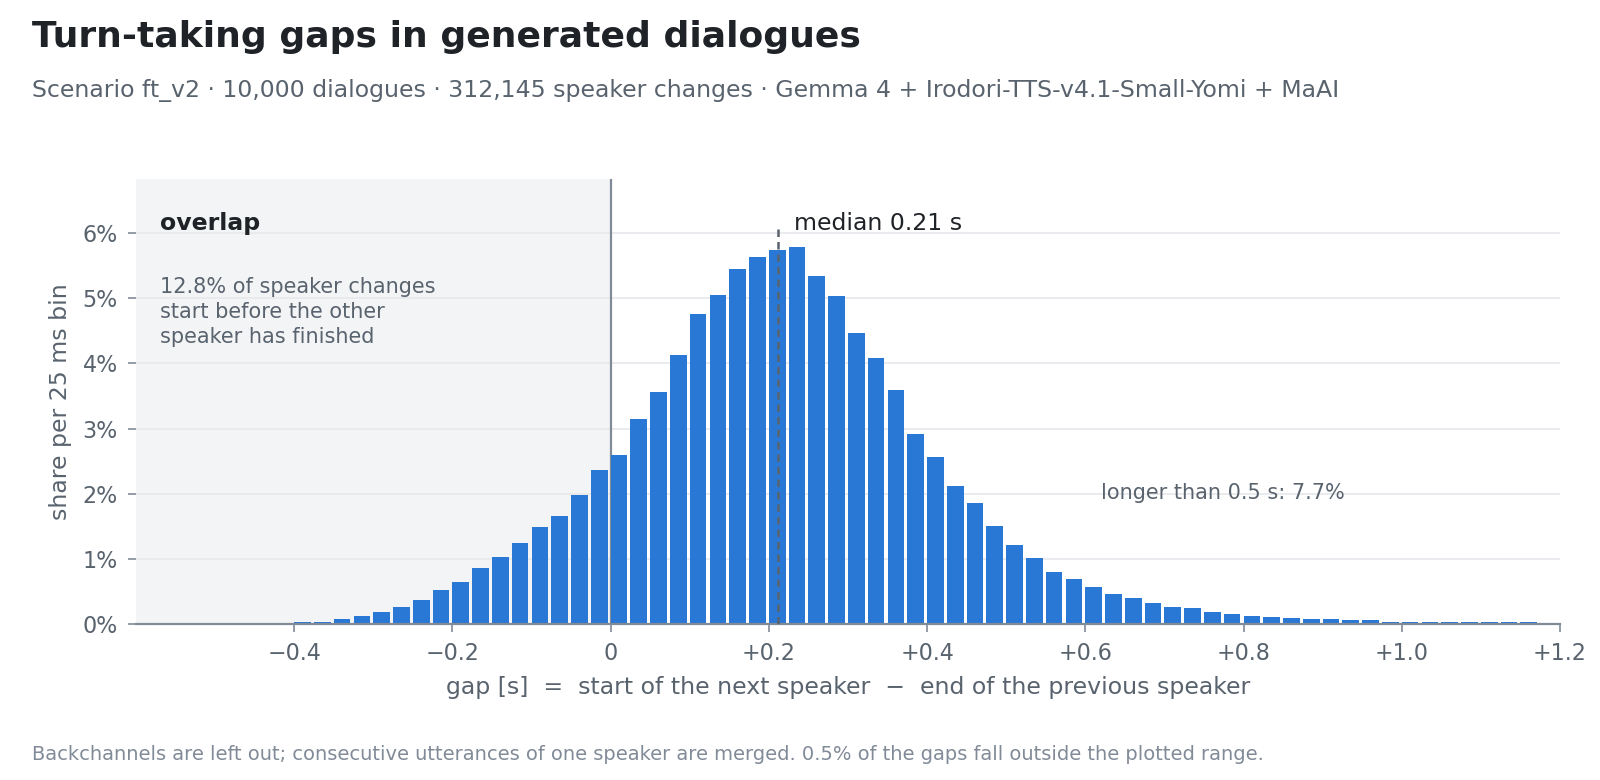 Turn-taking gaps in generated dialogues
Scenario ft_v2 · 10,000 dialogues · 312,145 speaker changes · Gemma 4 + Irodori-TTS-v4.1-Small-Yomi + MaAI
overlap
median 0.21 s
12.8% of speaker changes
start before the other
speaker has finished
longer than 0.5 s: 7.7%
share per 25 ms bin
6%
5%
4%
3%
2%
1%
0%
−0.4 −0.2 0 +0.2 +0.4 +0.6 +0.8 +1.0 +1.2
gap [s] = start of the next speaker − end of the previous speaker
Backchannels are left out; consecutive utterances of one speaker are merged. 0.5% of the gaps fall outside the plotted range.